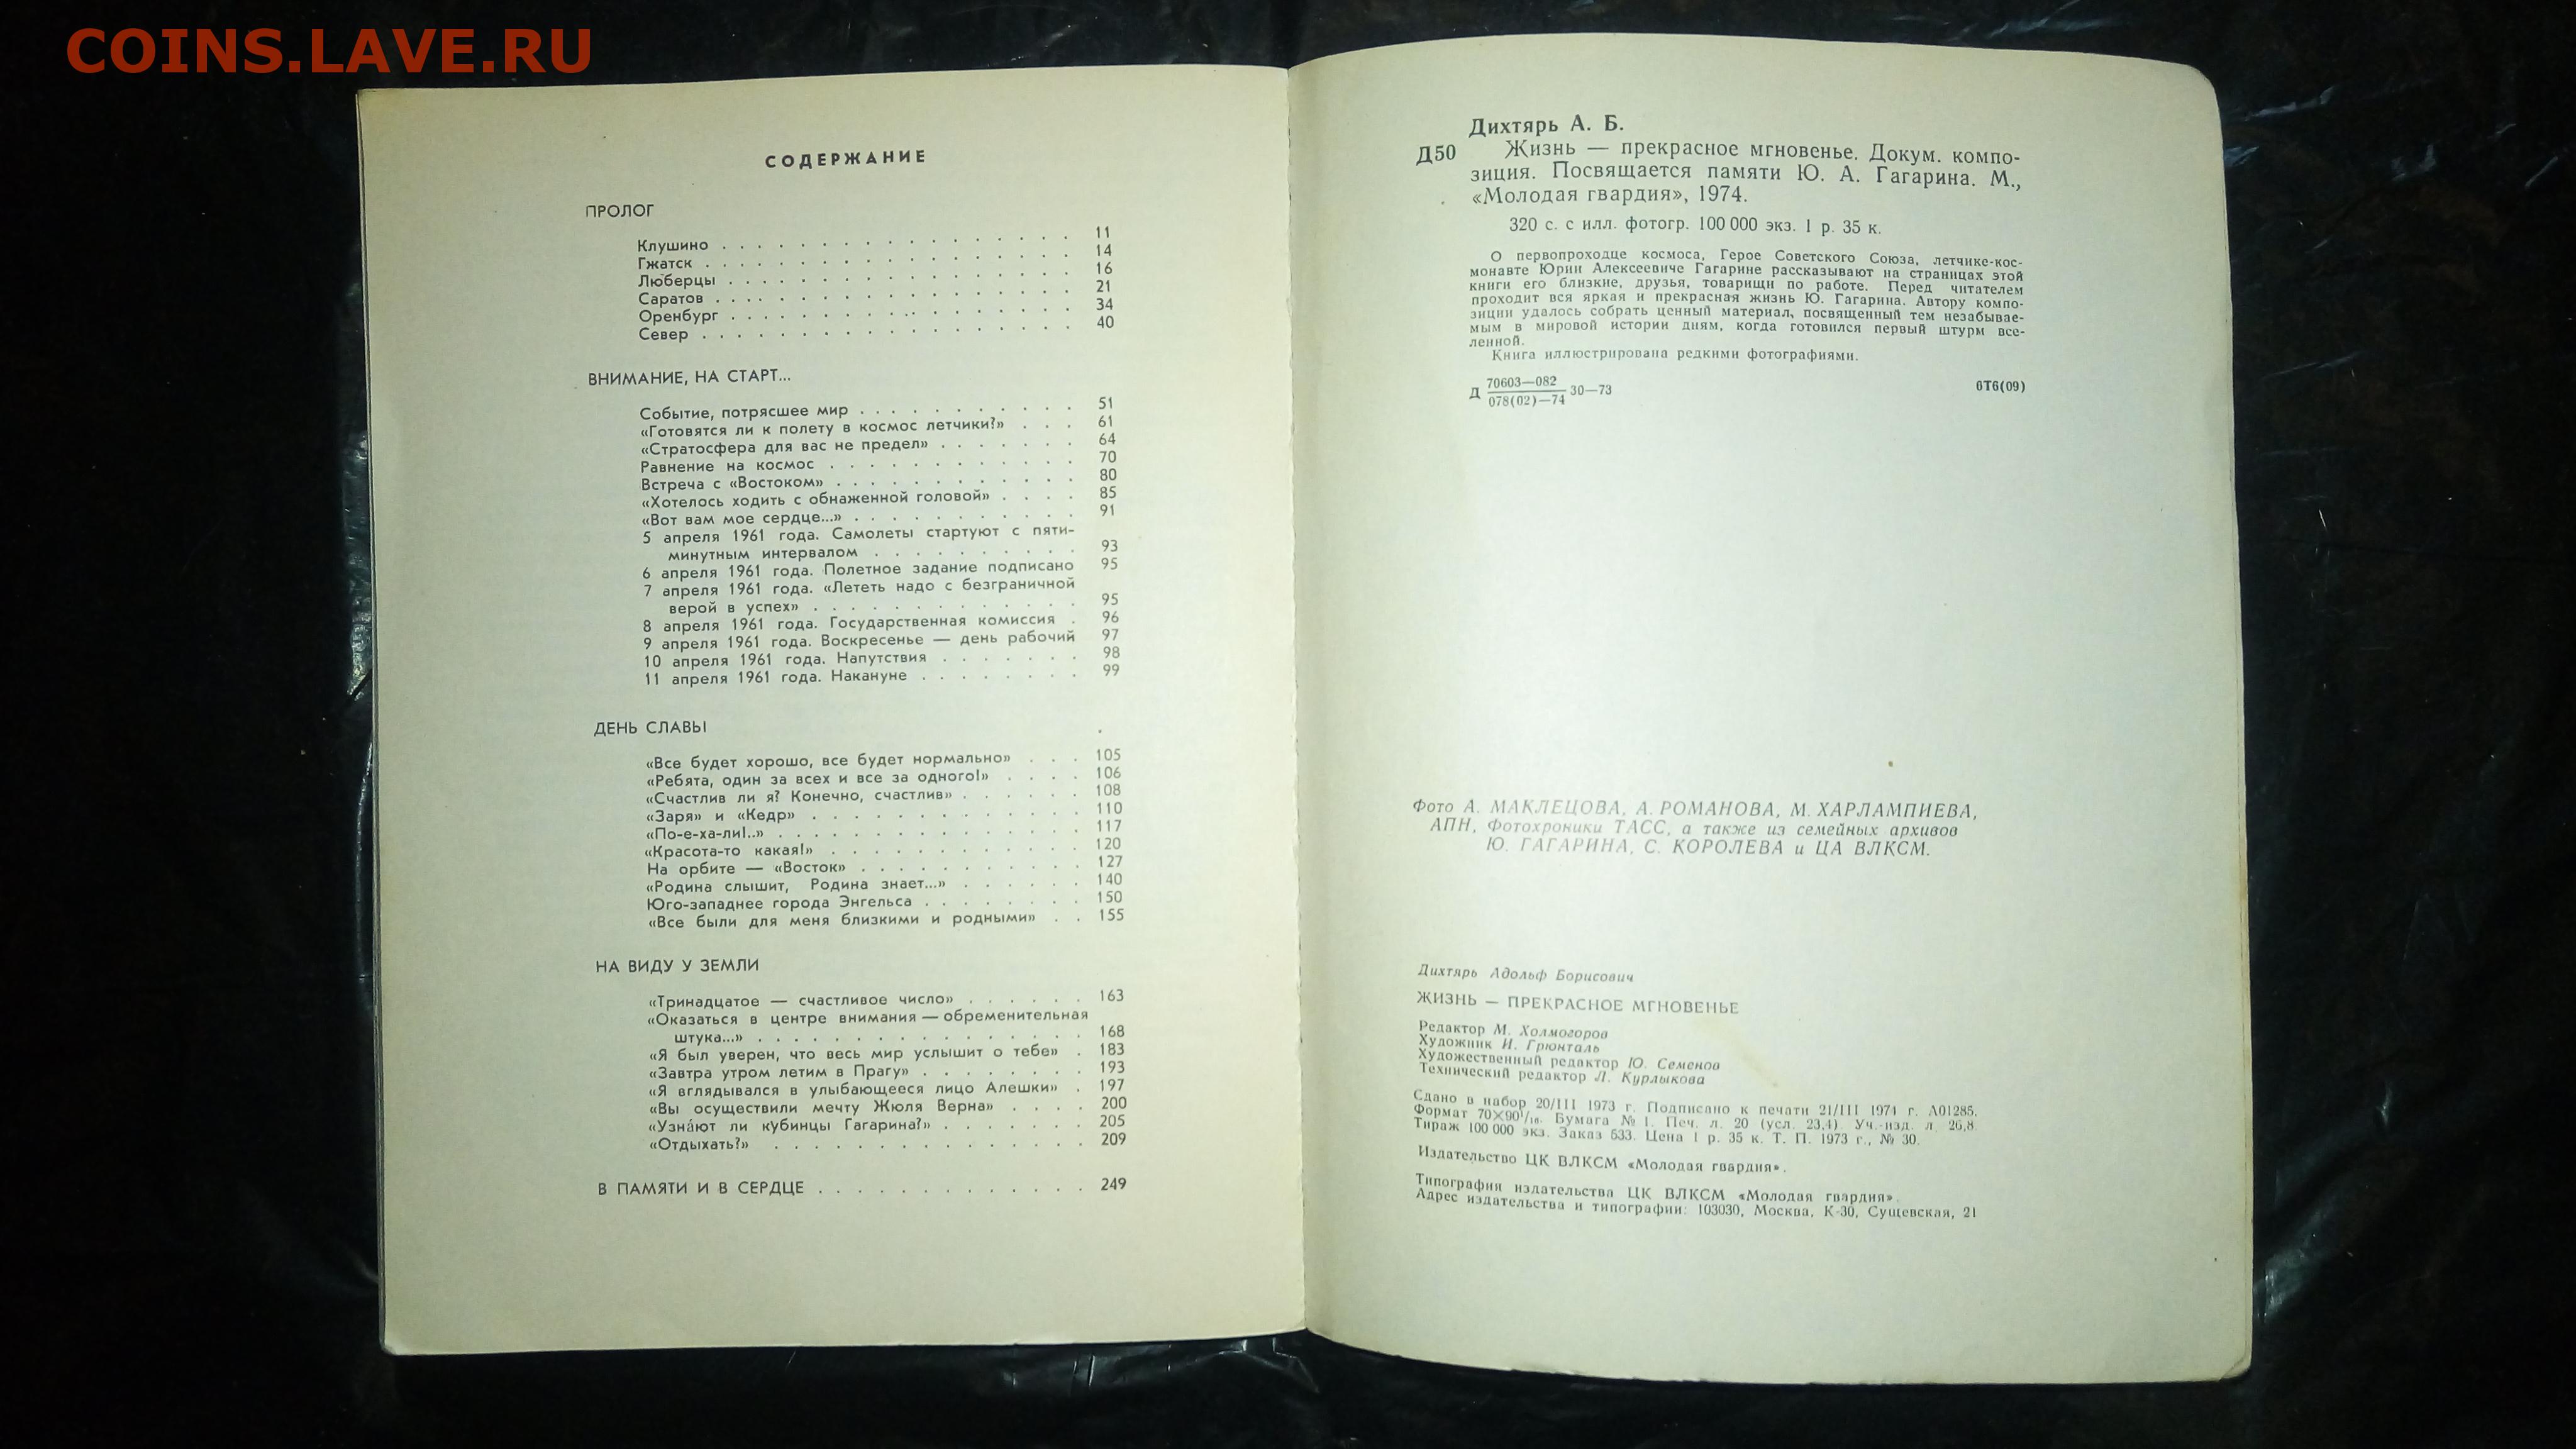 COINS.LAVE.RU
СОДЕРЖАНИЕ
ПРОЛОГ
Клушино . . . . . . . . . . . . . . . . . . 11
Гжатск . . . . . . . . . . . . . . . . . . 14
Люберцы . . . . . . . . . . . . . . . . . . 16
Саратов . . . . . . . . . . . . . . . . . . 21
Оренбург . . . . . . . . . . . . . . . . . . 34
Север . . . . . . . . . . . . . . . . . . 40
ВНИМАНИЕ, НА СТАРТ...
Событие, потрясшее мир . . . . . . . . . . . 51
«Готовятся ли к полету в космос летчики?» . . . 61
«Стратосфера для вас не предел» . . . . . . . 64
Равнение на космос . . . . . . . . . . . . . 70
Встреча с «Востоком» . . . . . . . . . . . . 80
«Хотелось ходить с обнаженной головой» . . . . 85
«Вот вам мое сердце...» . . . . . . . . . . . 91
5 апреля 1961 года. Самолеты стартуют с пяти-
минутным интервалом . . . . . . . . . . 93
6 апреля 1961 года. Полетное задание подписано 95
7 апреля 1961 года. «Лететь надо с безграничной
верой в успех» . . . . . . . . . . . . . 95
8 апреля 1961 года. Государственная комиссия . 96
9 апреля 1961 года. Воскресенье — день рабочий 97
10 апреля 1961 года. Напутствия . . . . . . . 98
11 апреля 1961 года. Накануне . . . . . . . . 99
ДЕНЬ СЛАВЫ
«Все будет хорошо, все будет нормально» . . . 105
«Ребята, один за всех и все за одного!» . . . . 106
«Счастлив ли я? Конечно, счастлив» . . . . . . 108
«Заря» и «Кедр» . . . . . . . . . . . . . . 110
«По-е-ха-ли!..» . . . . . . . . . . . . . . 117
«Красота-то какая!» . . . . . . . . . . . . . 120
На орбите — «Восток» . . . . . . . . . . . . 127
«Родина слышит, Родина знает...» . . . . . . 140
Юго-западнее города Энгельса . . . . . . . . 150
«Все были для меня близкими и родными» . . 155
НА ВИДУ У ЗЕМЛИ
«Тринадцатое — счастливое число» . . . . . . 163
«Оказаться в центре внимания — обременительная
штука...» . . . . . . . . . . . . . . 168
«Я был уверен, что весь мир услышит о тебе» . 183
«Завтра утром летим в Прагу» . . . . . . . . 193
«Я вглядывался в улыбающееся лицо Алешки» . 197
«Вы осуществили мечту Жюля Верна» . . . . 200
«Узнáют ли кубинцы Гагарина?» . . . . . . . 205
«Отдыхать?» . . . . . . . . . . . . . . 209
В ПАМЯТИ И В СЕРДЦЕ . . . . . . . . . . . . 249
Дихтярь А. Б.
Д50 Жизнь — прекрасное мгновенье. Докум. компо-
зиция. Посвящается памяти Ю. А. Гагарина. М.,
«Молодая гвардия», 1974.
320 с. с илл. фотогр. 100 000 экз. 1 р. 35 к.
О первопроходце космоса, Герое Советского Союза, летчике-кос-
монавте Юрии Алексеевиче Гагарине рассказывают на страницах этой
книги его близкие, друзья, товарищи по работе. Перед читателем
проходит вся яркая и прекрасная жизнь Ю. Гагарина. Автору компо-
зиции удалось собрать ценный материал, посвященный тем незабывае-
мым в мировой истории дням, когда готовился первый штурм все-
ленной.
Книга иллюстрирована редкими фотографиями.
Д 70603—082
078(02)—74 30—73 6Т6(09)
Фото А. МАКЛЕЦОВА, А. РОМАНОВА, М. ХАРЛАМПИЕВА,
АПН, Фотохроники ТАСС, а также из семейных архивов
Ю. ГАГАРИНА, С. КОРОЛЕВА и ЦА ВЛКСМ.
Дихтярь Адольф Борисович
ЖИЗНЬ — ПРЕКРАСНОЕ МГНОВЕНЬЕ
Редактор М. Холмогоров
Художник И. Грюнталь
Художественный редактор Ю. Семенов
Технический редактор Л. Курлыкова
Сдано в набор 20/III 1973 г. Подписано к печати 21/III 1974 г. А01285.
Формат 70×90¹/₁₆. Бумага № 1. Печ. л. 20 (усл. 23,4). Уч.-изд. л. 26,8.
Тираж 100 000 экз. Заказ 533. Цена 1 р. 35 к. Т. П. 1973 г., № 30.
Издательство ЦК ВЛКСМ «Молодая гвардия».
Типография издательства ЦК ВЛКСМ «Молодая гвардия».
Адрес издательства и типографии: 103030, Москва, К-30, Сущевская, 21